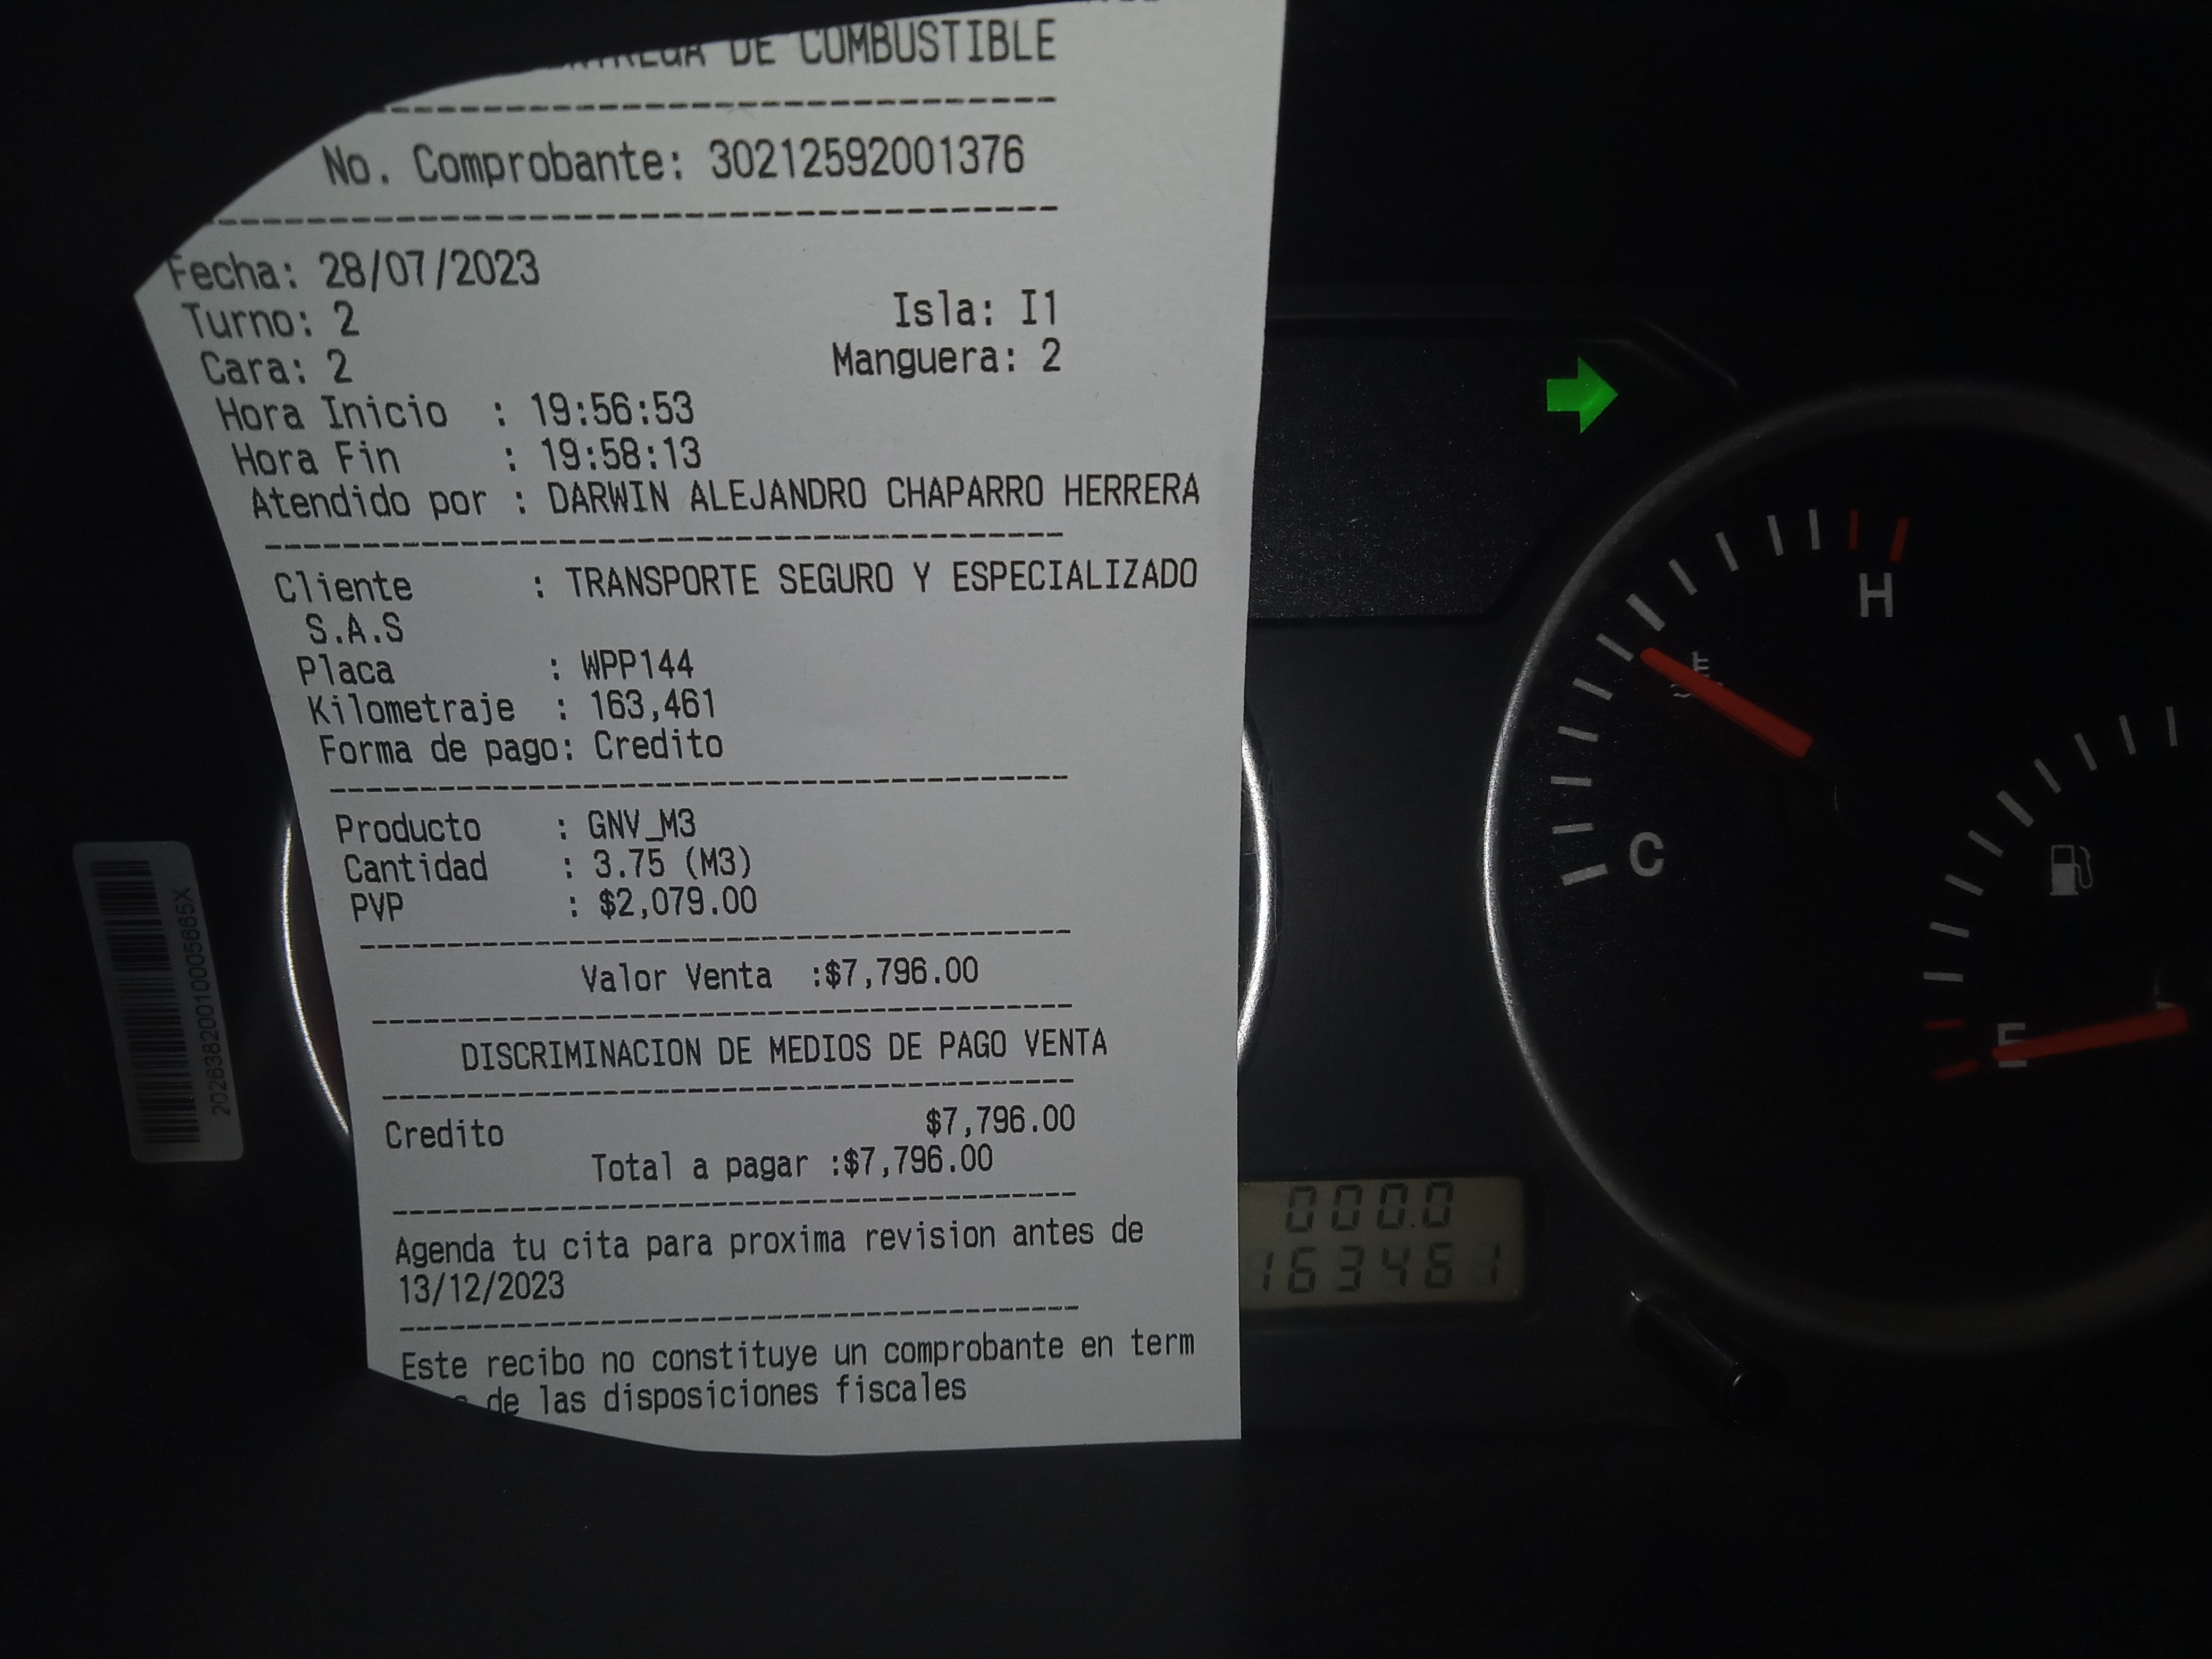 DE COMBUSTIBLE
No. Comprobante: 30212592001376
Fecha: 28/07/2023
Turno: 2 Isla: I1
Cara: 2 Manguera: 2
Hora Inicio : 19:56:53
Hora Fin : 19:58:13
Atendido por : DARWIN ALEJANDRO CHAPARRO HERRERA
Cliente : TRANSPORTE SEGURO Y ESPECIALIZADO
S.A.S
Placa : WPP144
Kilometraje : 163,461
Forma de pago: Credito
Producto : GNV_M3
Cantidad : 3.75 (M3)
PVP : $2,079.00
Valor Venta :$7,796.00
DISCRIMINACION DE MEDIOS DE PAGO VENTA
Credito $7,796.00
Total a pagar :$7,796.00
Agenda tu cita para proxima revision antes de
13/12/2023
Este recibo no constituye un comprobante en term
de las disposiciones fiscales
H
C
E
000.0
163461